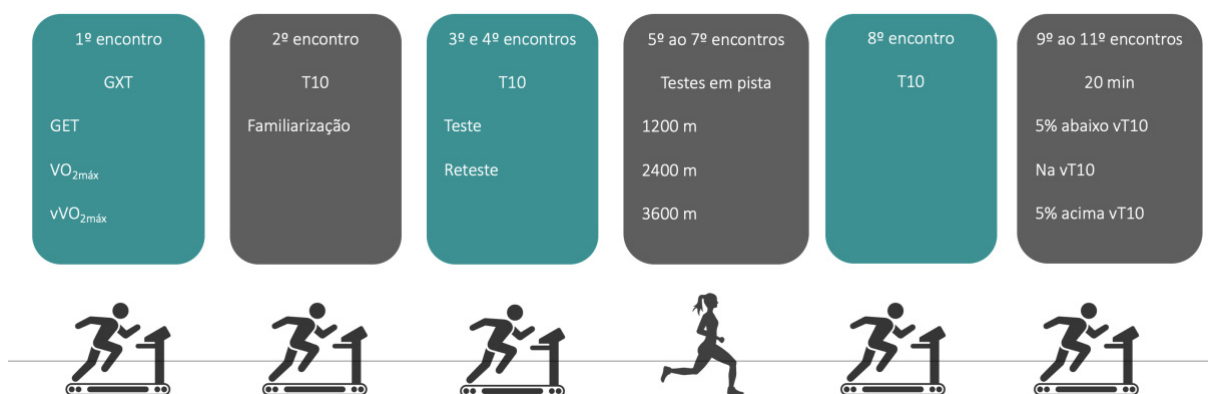 1º encontro
GXT
GET
VO2máx
vVO2máx
2º encontro
T10
Familiarização
3º e 4º encontros
T10
Teste
Reteste
5º ao 7º encontros
Testes em pista
1200 m
2400 m
3600 m
8º encontro
T10
9º ao 11º encontros
20 min
5% abaixo vT10
Na vT10
5% acima vT10